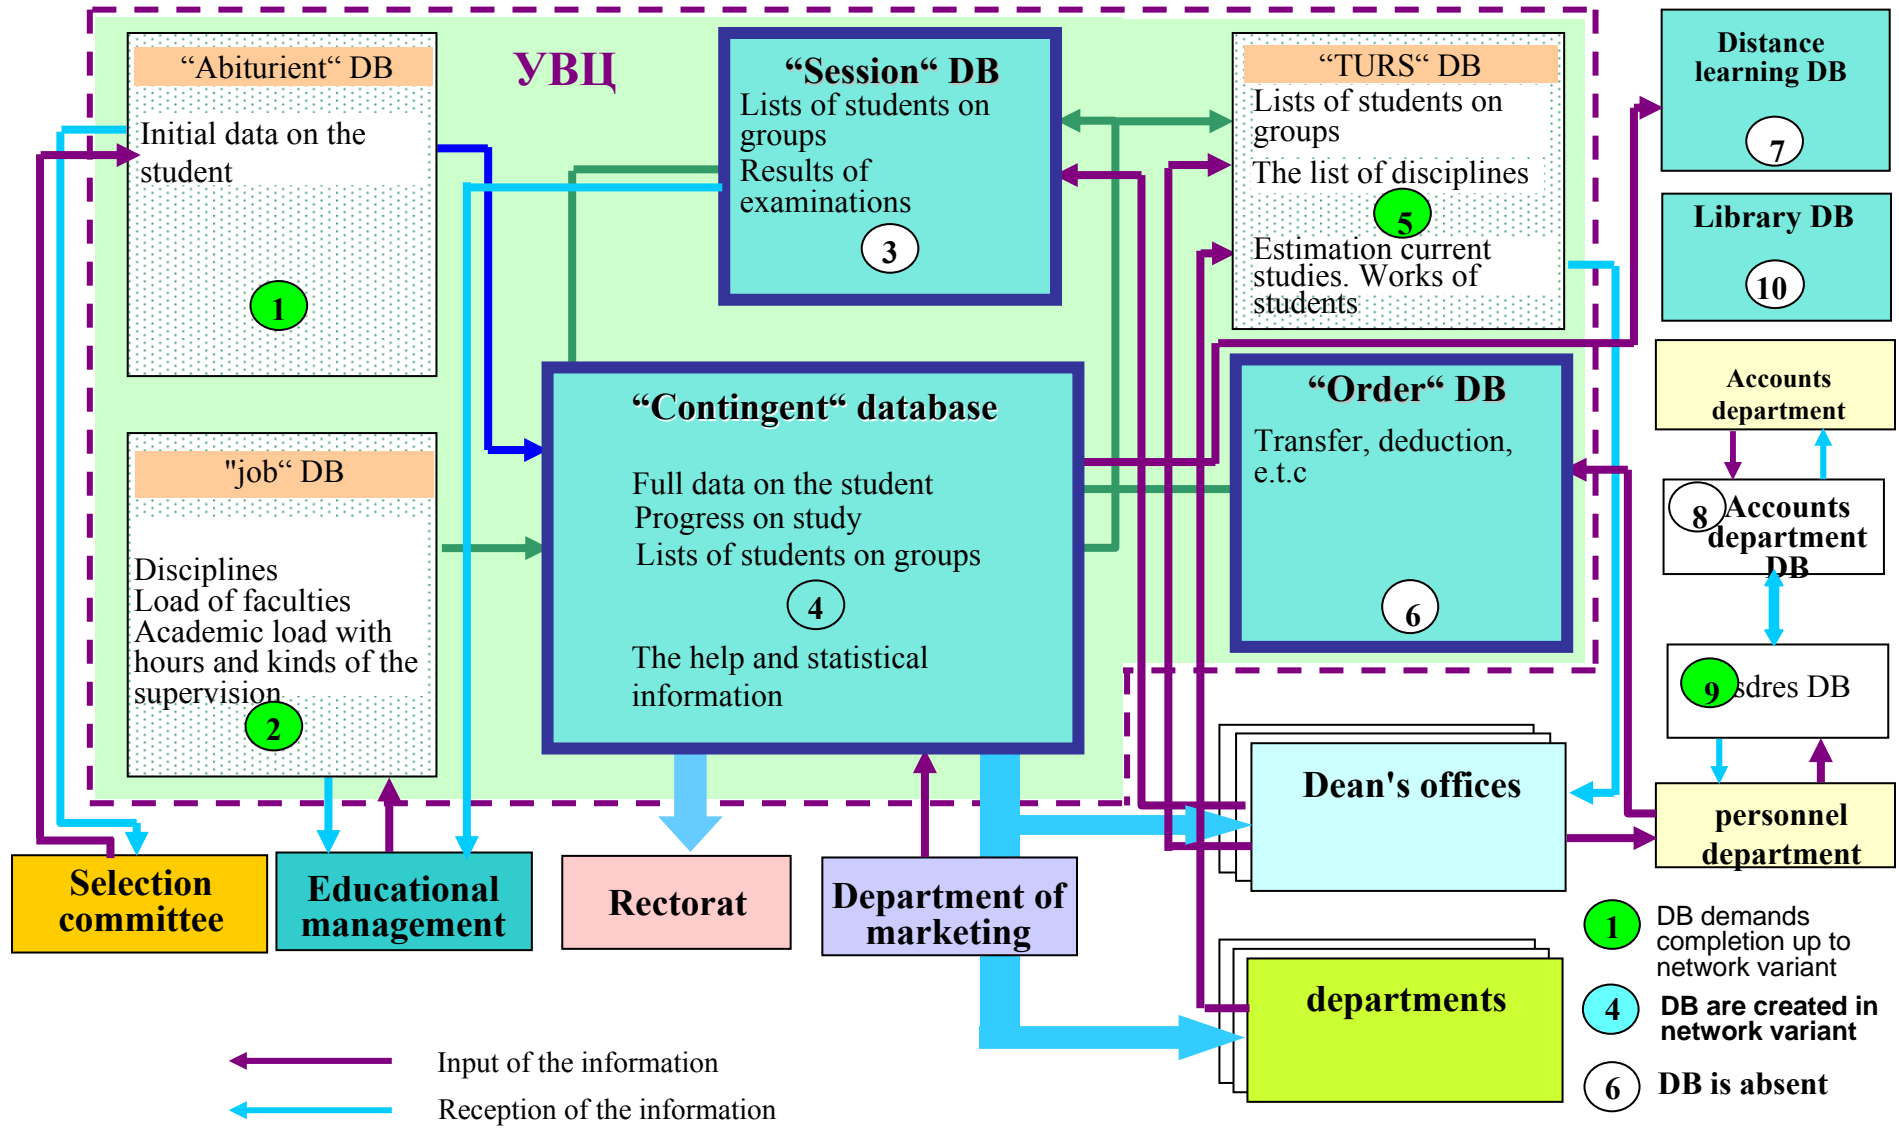 “Abiturient“ DB
Initial data on the
student
1
УВЦ
“Session“ DB
Lists of students on
groups
Results of
examinations
3
“TURS“ DB
Lists of students on
groups
The list of disciplines
5
Estimation current
studies. Works of
students
Distance
learning DB
7
Library DB
10
"job“ DB
Disciplines
Load of faculties
Academic load with
hours and kinds of the
supervision
2
“Contingent“ database
Full data on the student
Progress on study
Lists of students on groups
4
The help and statistical
information
“Order“ DB
Transfer, deduction,
e.t.c
6
Accounts
department
8
Accounts
department
DB
9
sdres DB
Dean's offices
personnel
department
Selection
committee
Educational
management
Rectorat
Department of
marketing
departments
1
DB demands
completion up to
network variant
4
DB are created in
network variant
6
DB is absent
Input of the information
Reception of the information